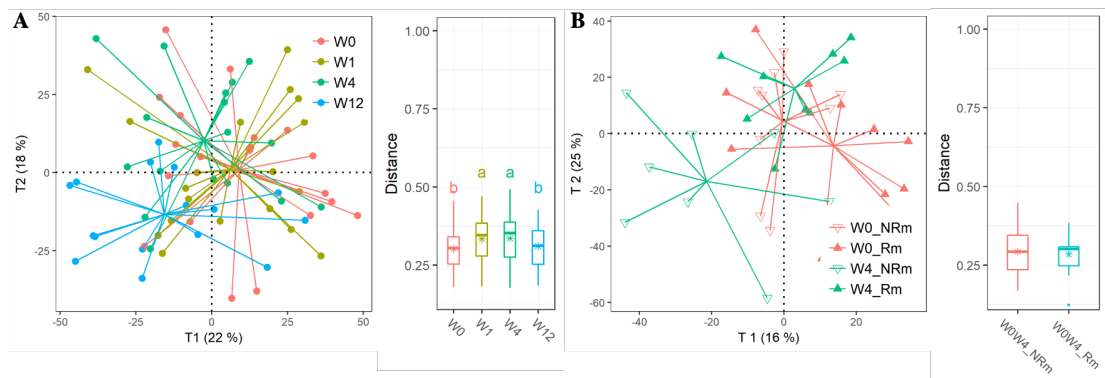 A
50
25
0
-25
-50
-25
0
25
50
T2 (18 %)
T1 (22 %)
W0
W1
W4
W12
1.00
0.75
0.50
0.25
Distance
b
a
a
b
W0
W1
W4
W12
B
40
20
0
-20
-40
-60
-40
-20
0
20
T 2 (25 %)
T 1 (16 %)
W0_NRm
W0_Rm
W4_NRm
W4_Rm
1.00
0.75
0.50
0.25
Distance
W0W4_NRm
W0W4_Rm